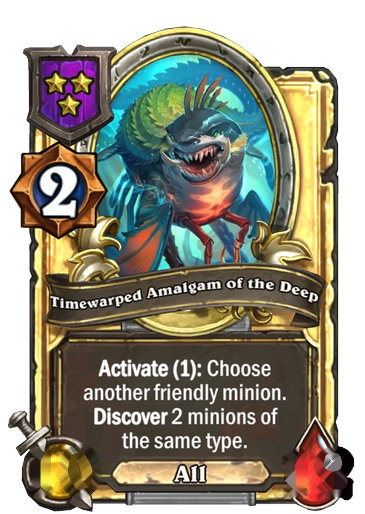 2
Timewarped Amalgam of the Deep
Activate (1): Choose
another friendly minion.
Discover 2 minions of
the same type.
All